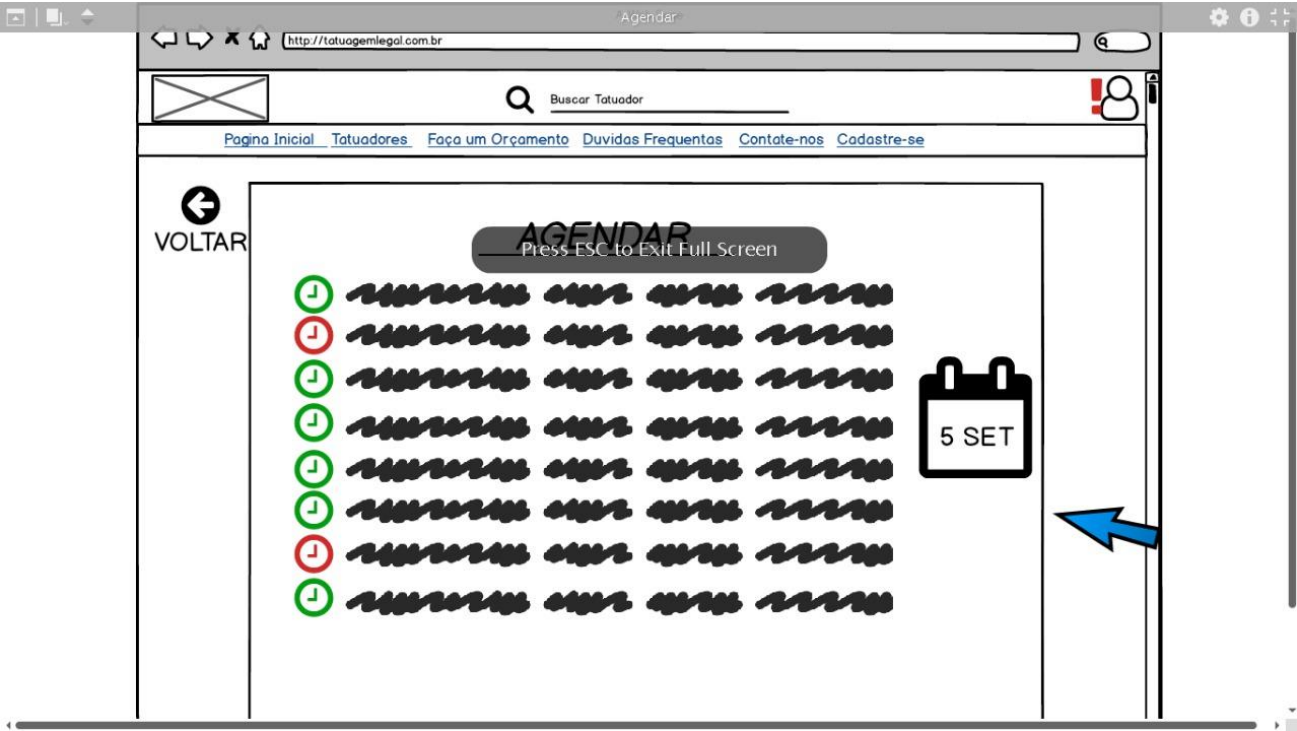 Agendar
http://tatuagemlegal.com.br
Buscar Tatuador
Pagina Inicial Tatuadores Faça um Orçamento Duvidas Frequentas Contate-nos Cadastre-se
VOLTAR
AGENDAR
Press ESC to Exit Full Screen
5 SET